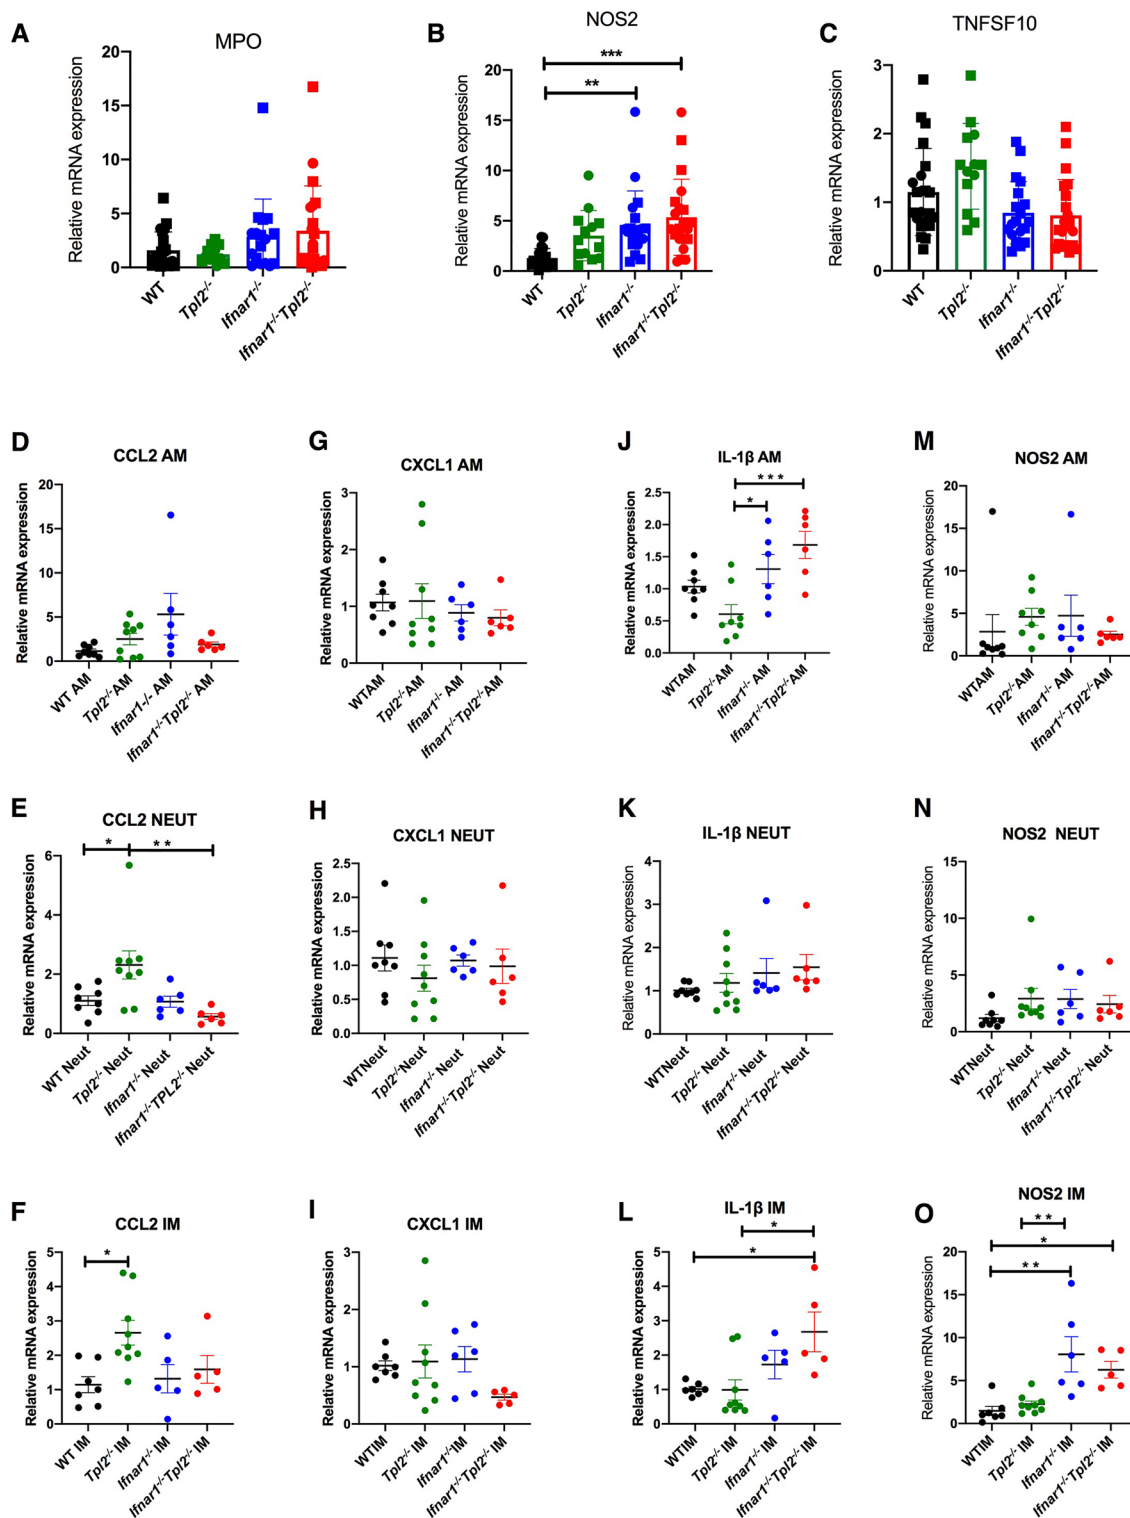 A
MPO
Relative mRNA expression
20
15
10
5
0
WT
Tpl2-/-
Ifnar1-/-
Ifnar1-/-Tpl2-/-
B
NOS2
***
**
Relative mRNA expression
20
15
10
5
0
WT
Tpl2-/-
Ifnar1-/-
Ifnar1-/-Tpl2-/-
C
TNFSF10
Relative mRNA expression
3
2
1
0
WT
Tpl2-/-
Ifnar1-/-
Ifnar1-/-Tpl2-/-
D
CCL2 AM
Relative mRNA expression
20
15
10
5
0
WT AM
Tpl2-/- AM
Ifnar1-/- AM
Ifnar1-/-Tpl2-/- AM
G
CXCL1 AM
Relative mRNA expression
3
2
1
0
WTAM
Tpl2-/- AM
Ifnar1-/- AM
Ifnar1-/-Tpl2-/- AM
J
IL-1β AM
* * *
*
Relative mRNA expression
2.5
2.0
1.5
1.0
0.5
0.0
WTAM
Tpl2-/- AM
Ifnar1-/- AM
Ifnar1-/-Tpl2-/- AM
M
NOS2 AM
Relative mRNA expression
20
15
10
5
0
WTAM
Tpl2-/- AM
Ifnar1-/- AM
Ifnar1-/-Tpl2-/- AM
E
CCL2 NEUT
* * *
Relative mRNA expression
6
4
2
0
WT Neut
Tpl2-/- Neut
Ifnar1-/- Neut
Ifnar1-/-TPL2-/- Neut
H
CXCL1 NEUT
Relative mRNA expression
2.5
2.0
1.5
1.0
0.5
0.0
WTNeut
Tpl2-/-Neut
Ifnar1-/- Neut
Ifnar1-/-Tpl2-/- Neut
K
IL-1β NEUT
Relative mRNA expression
4
3
2
1
0
WTNeut
Tpl2-/- Neut
Ifnar1-/- Neut
Ifnar1-/-Tpl2-/- Neut
N
NOS2 NEUT
Relative mRNA expression
15
10
5
0
WTNeut
Tpl2-/- Neut
Ifnar1-/- Neut
Ifnar1-/-Tpl2-/- Neut
F
CCL2 IM
*
Relative mRNA expression
5
4
3
2
1
0
WT IM
Tpl2-/- IM
Ifnar1-/- IM
Ifnar1-/-Tpl2-/- IM
I
CXCL1 IM
Relative mRNA expression
3
2
1
0
WTIM
Tpl2-/- IM
Ifnar1-/- IM
Ifnar1-/-Tpl2-/- IM
L
IL-1β IM
*
*
Relative mRNA expression
5
4
3
2
1
0
WTIM
Tpl2-/- IM
Ifnar1-/- IM
Ifnar1-/-Tpl2-/- IM
O
NOS2 IM
* *
*
* *
Relative mRNA expression
20
15
10
5
0
WTIM
Tpl2-/- IM
Ifnar1-/- IM
Ifnar1-/-Tpl2-/- IM